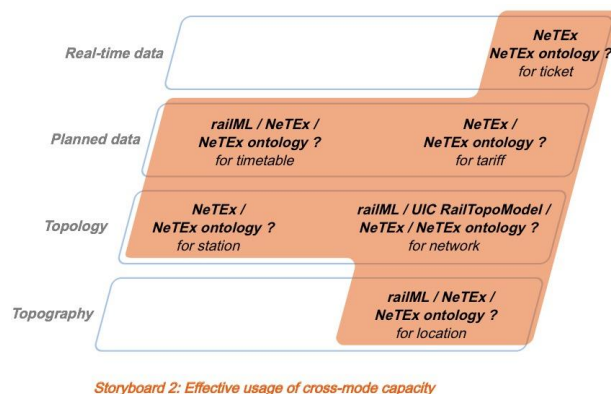 Real-time data
NeTEx
NeTEx ontology ?
for ticket
Planned data
railML / NeTEx /
NeTEx ontology ?
for timetable
NeTEx /
NeTEx ontology ?
for tariff
Topology
NeTEx /
NeTEx ontology ?
for station
railML / UIC RailTopoModel /
NeTEx / NeTEx ontology ?
for network
Topography
railML / NeTEx /
NeTEx ontology ?
for location
Storyboard 2: Effective usage of cross-mode capacity